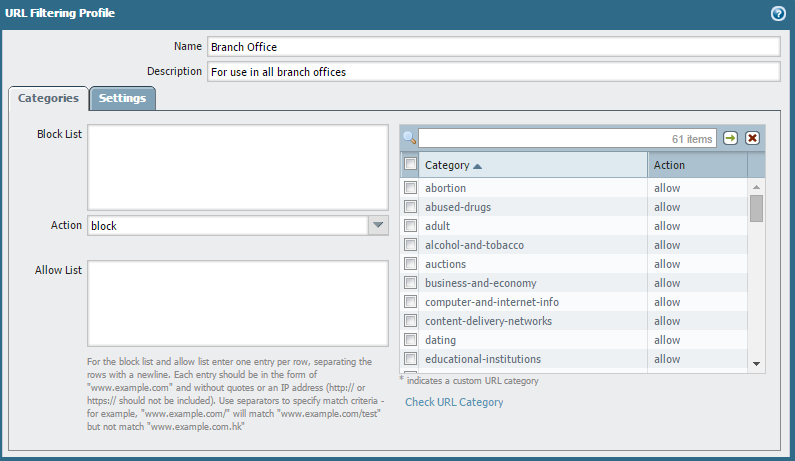 URL Filtering Profile
Name Branch Office
Description For use in all branch offices
Categories Settings
Block List
61 items
Category Action
abortion allow
abused-drugs allow
adult allow
alcohol-and-tobacco allow
auctions allow
business-and-economy allow
computer-and-internet-info allow
content-delivery-networks allow
dating allow
educational-institutions allow
Action block
Allow List
For the block list and allow list enter one entry per row, separating the
rows with a newline. Each entry should be in the form of
"www.example.com" and without quotes or an IP address (http:// or
https:// should not be included). Use separators to specify match criteria -
for example, "www.example.com/" will match "www.example.com/test"
but not match "www.example.com.hk"
* indicates a custom URL category
Check URL Category